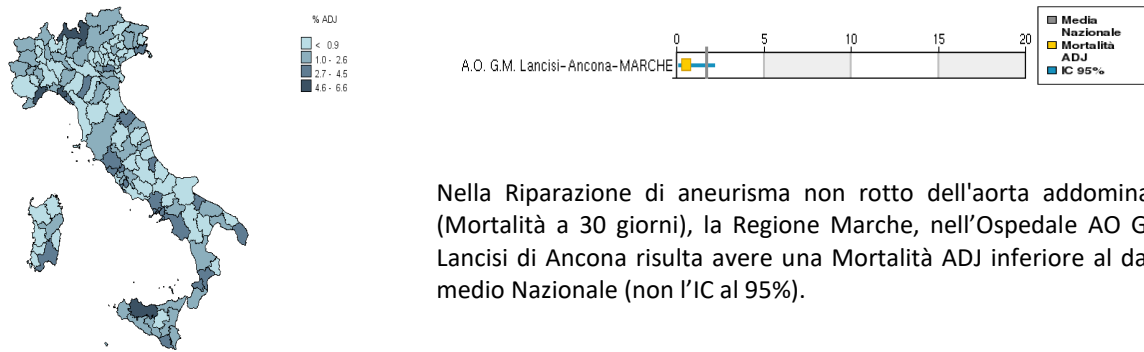 % ADJ
< 0.9
1.0 - 2.6
2.7 - 4.5
4.6 - 6.6
0 5 10 15 20
A.O. G.M. Lancisi-Ancona-MARCHE
Media
Nazionale
Mortalità
ADJ
IC 95%
Nella Riparazione di aneurisma non rotto dell'aorta addomina
(Mortalità a 30 giorni), la Regione Marche, nell’Ospedale AO G
Lancisi di Ancona risulta avere una Mortalità ADJ inferiore al da
medio Nazionale (non l’IC al 95%).